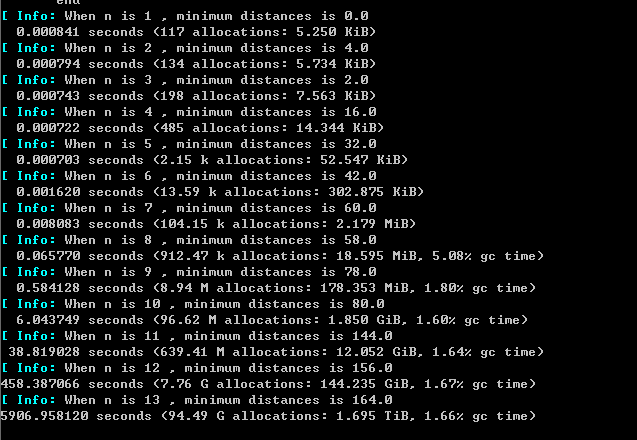 end
[ Info: When n is 1 , minimum distances is 0.0
0.000841 seconds (117 allocations: 5.250 KiB)
[ Info: When n is 2 , minimum distances is 4.0
0.000794 seconds (134 allocations: 5.734 KiB)
[ Info: When n is 3 , minimum distances is 2.0
0.000743 seconds (198 allocations: 7.563 KiB)
[ Info: When n is 4 , minimum distances is 16.0
0.000722 seconds (485 allocations: 14.344 KiB)
[ Info: When n is 5 , minimum distances is 32.0
0.000703 seconds (2.15 k allocations: 52.547 KiB)
[ Info: When n is 6 , minimum distances is 42.0
0.001620 seconds (13.59 k allocations: 302.875 KiB)
[ Info: When n is 7 , minimum distances is 60.0
0.008083 seconds (104.15 k allocations: 2.179 MiB)
[ Info: When n is 8 , minimum distances is 58.0
0.065770 seconds (912.47 k allocations: 18.595 MiB, 5.08% gc time)
[ Info: When n is 9 , minimum distances is 78.0
0.584128 seconds (8.94 M allocations: 178.353 MiB, 1.80% gc time)
[ Info: When n is 10 , minimum distances is 80.0
6.043749 seconds (96.62 M allocations: 1.850 GiB, 1.60% gc time)
[ Info: When n is 11 , minimum distances is 144.0
38.819028 seconds (639.41 M allocations: 12.052 GiB, 1.64% gc time)
[ Info: When n is 12 , minimum distances is 156.0
458.387066 seconds (7.76 G allocations: 144.235 GiB, 1.67% gc time)
[ Info: When n is 13 , minimum distances is 164.0
5906.958120 seconds (94.49 G allocations: 1.695 TiB, 1.66% gc time)